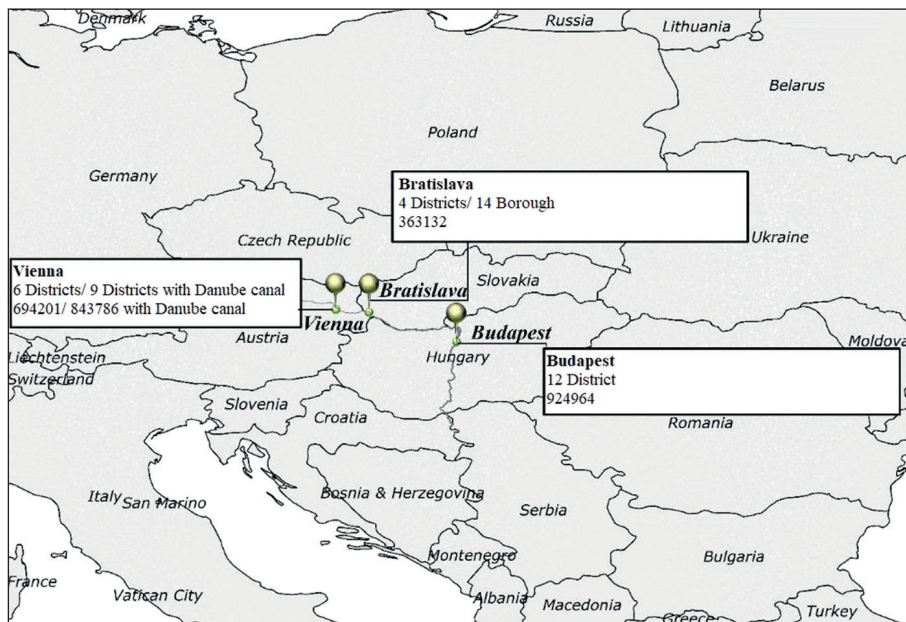 Denmark
Russia
Lithuania
Belarus
Poland
Germany
Bratislava
4 Districts/ 14 Borough
363132
Ukraine
Czech Republic
Vienna
6 Districts/ 9 Districts with Danube canal
694201/ 843786 with Danube canal
Slovakia
Bratislava
Vienna
Budapest
Austria
Hungary
Moldova
Liechtenstein
Switzerland
Budapest
12 District
924964
Slovenia
Croatia
Romania
Italy
San Marino
Bosnia & Herzegovina
Serbia
Montenegro
Bulgaria
France
Vatican City
Albania
Macedonia
Greece
Turkey